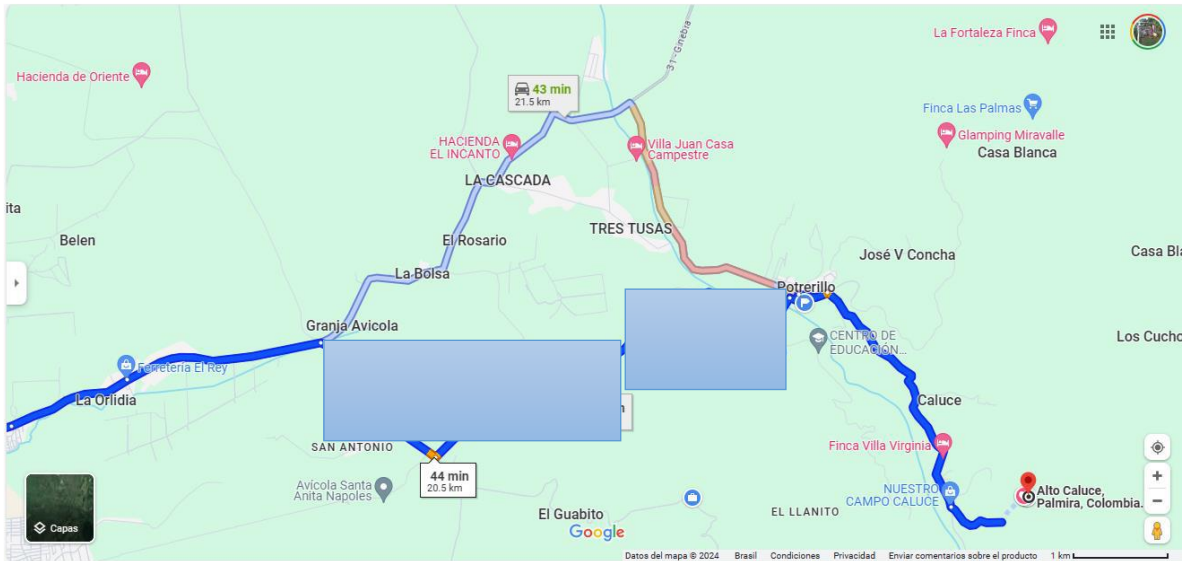 La Fortaleza Finca
31 - Ginebia
Hacienda de Oriente
43 min
21.5 km
Finca Las Palmas
HACIENDA
EL INCANTO
Villa Juan Casa
Campestre
Glamping Miravalle
Casa Blanca
LA CASCADA
ita
TRES TUSAS
Belen
El Rosario
José V Concha
Casa Bla
La Bolsa
Potrerillo
Granja Avicola
CENTRO DE
EDUCACIÓN...
Los Cucho
Ferretería El Rey
La Orlidia
Caluce
SAN ANTONIO
Finca Villa Virginia
44 min
20.5 km
Avícola Santa
Anita Napoles
NUESTRO
CAMPO CALUCE
Alto Caluce,
Palmira, Colombia.
El Guabito
EL LLANITO
Capas
Google
Datos del mapa © 2024 Brasil Condiciones Privacidad Enviar comentarios sobre el producto 1 km